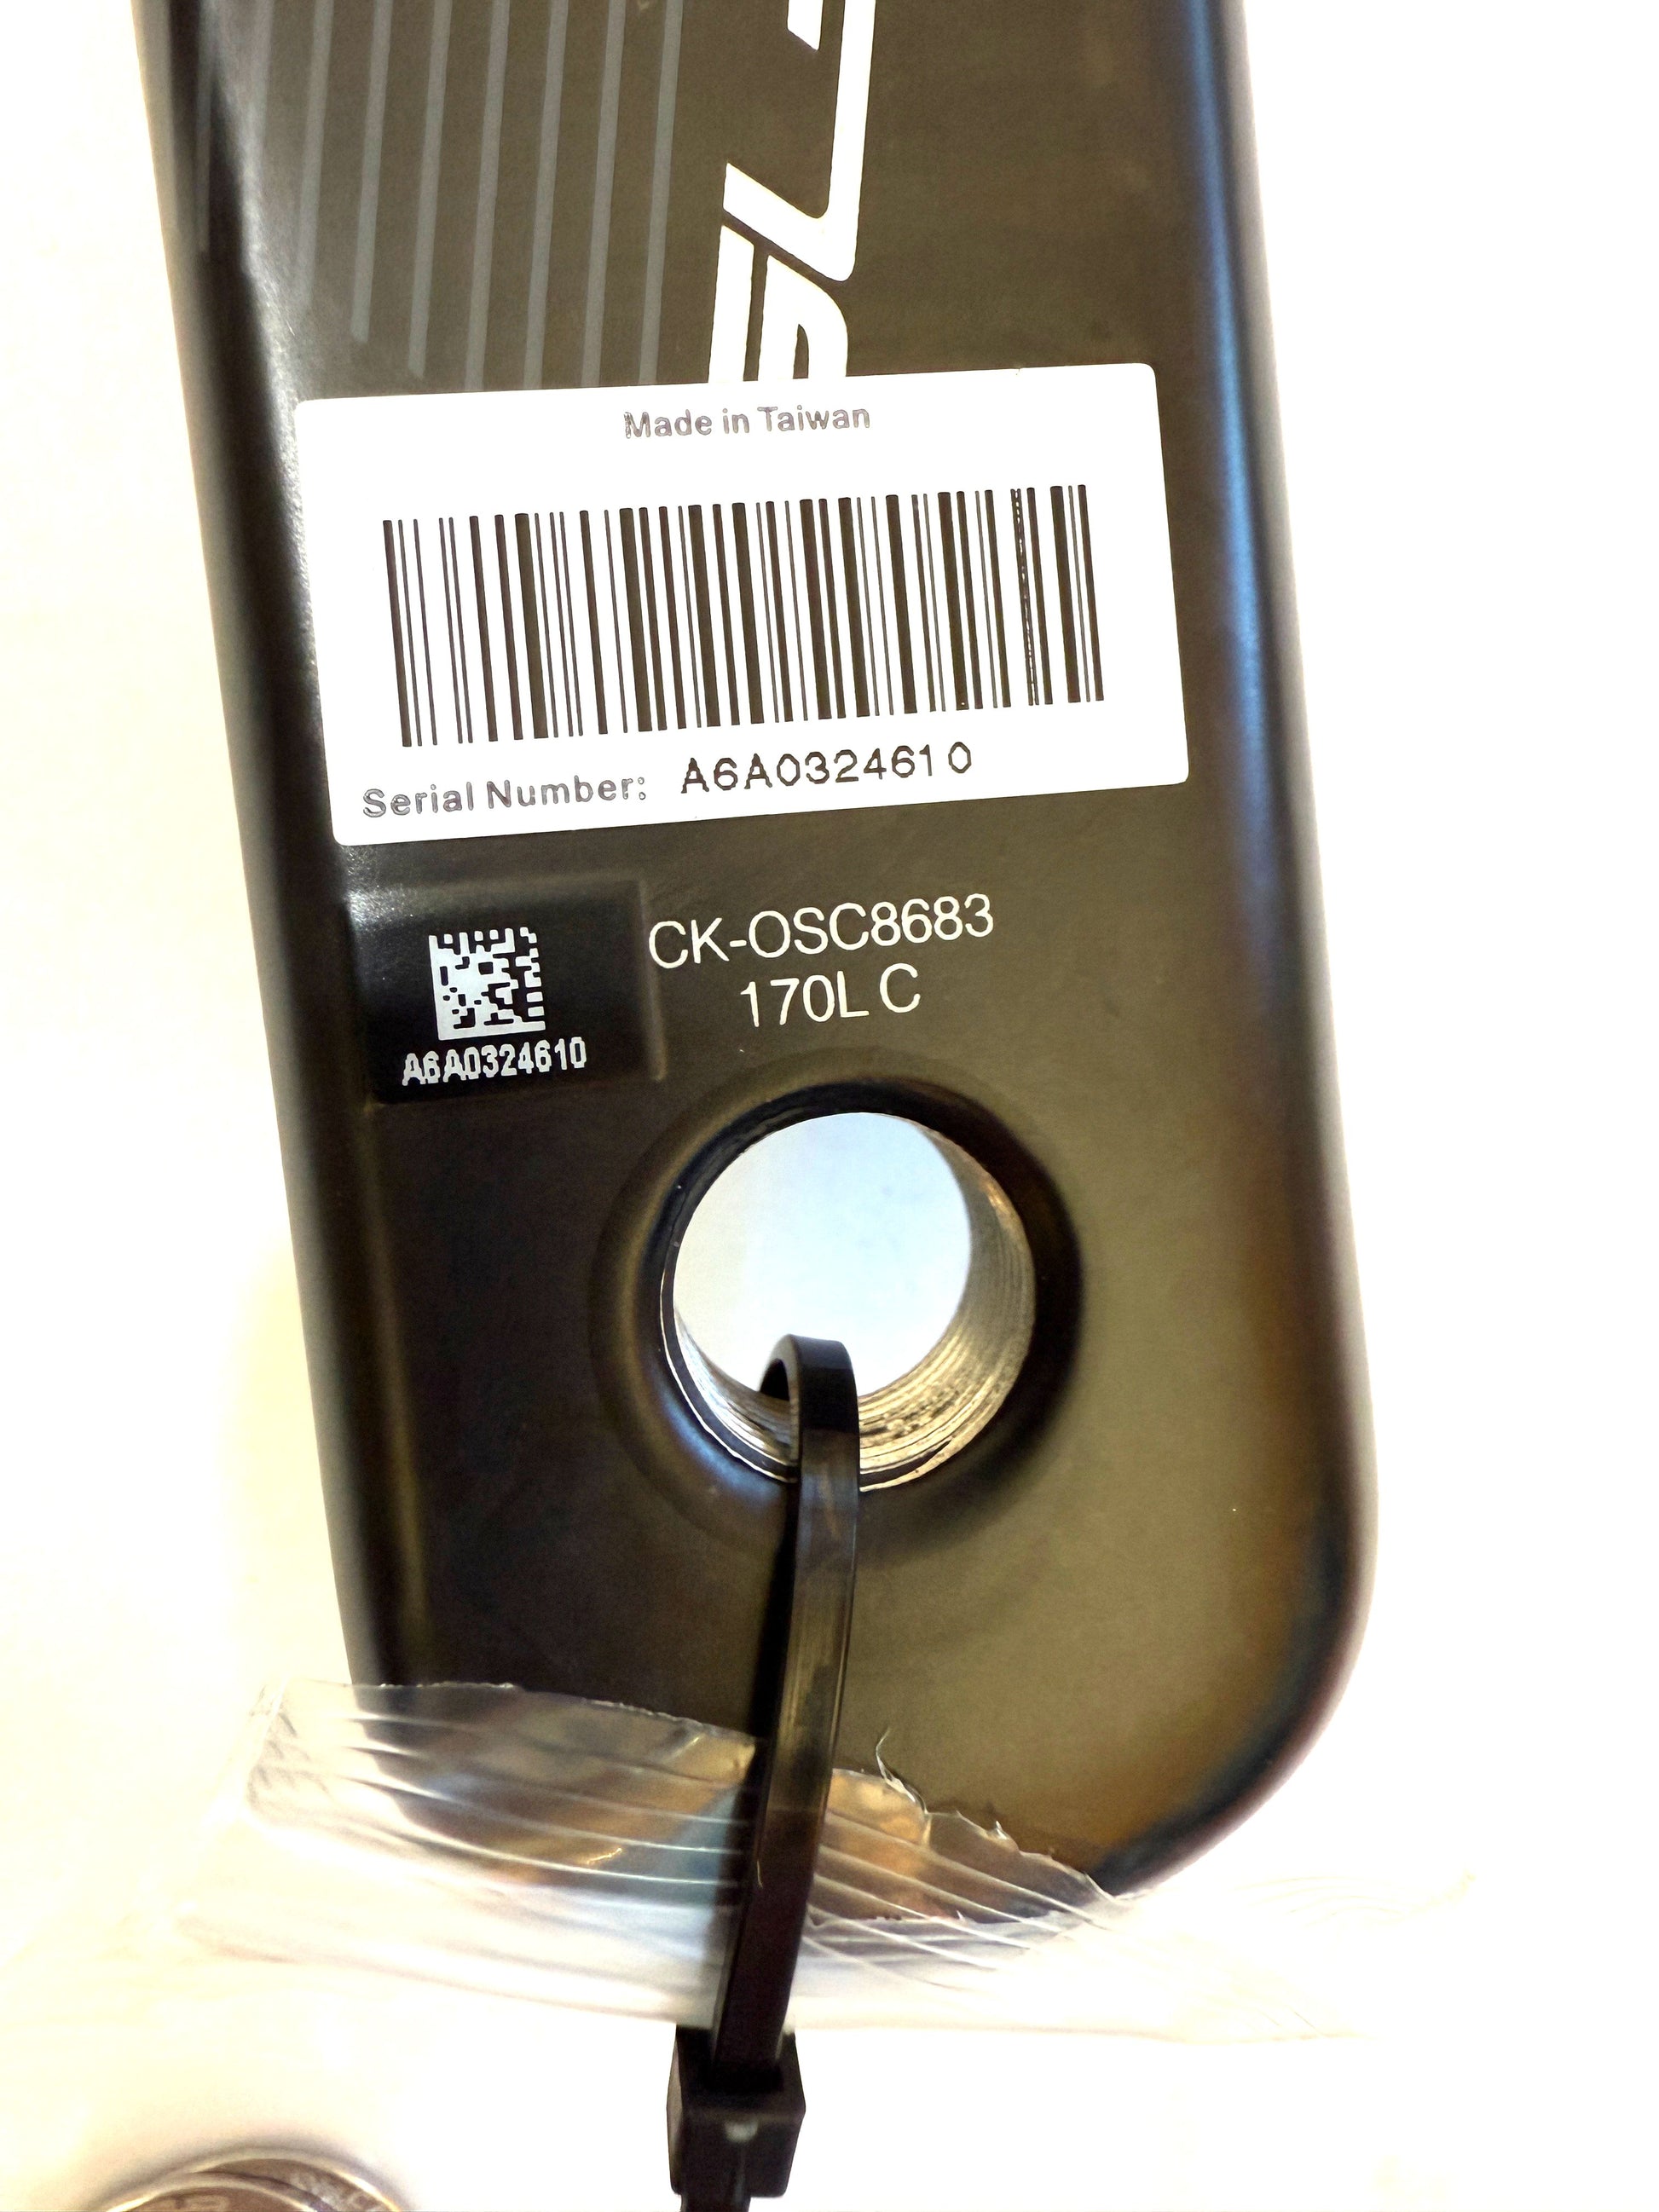 Made in Taiwan
Serial Number: A6A0324610
CK-OSC8683
170L C
A6A0324610